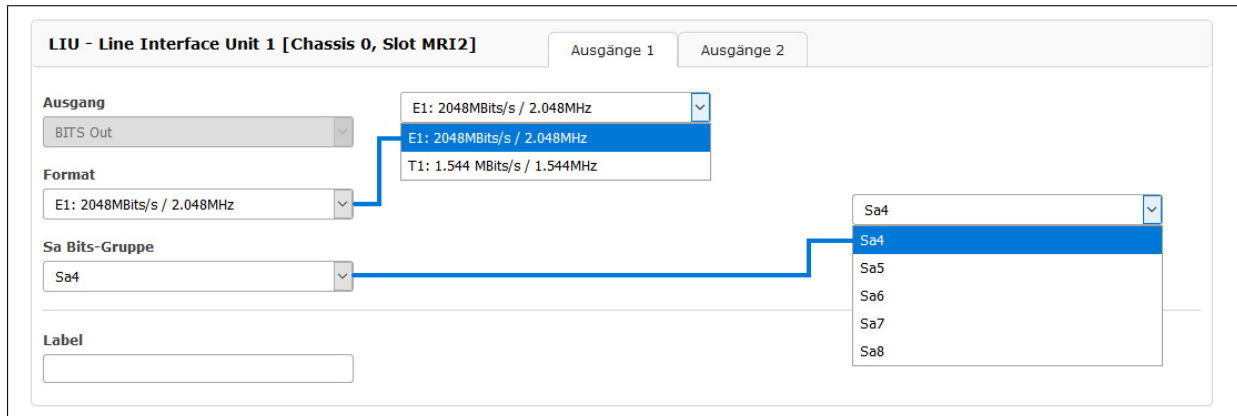 LIU - Line Interface Unit 1 [Chassis 0, Slot MRI2]
Ausgänge 1
Ausgänge 2
Ausgang
BITS Out
E1: 2048MBits/s / 2.048MHz
E1: 2048MBits/s / 2.048MHz
T1: 1.544 MBits/s / 1.544MHz
Format
E1: 2048MBits/s / 2.048MHz
Sa Bits-Gruppe
Sa4
Sa4
Sa4
Sa5
Sa6
Sa7
Sa8
Label